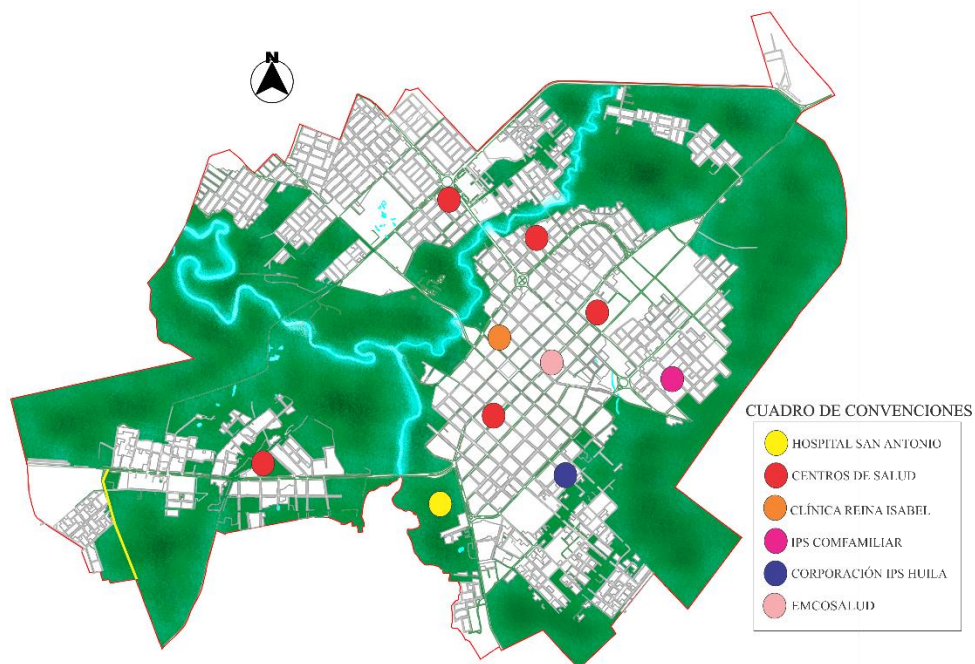 N
CUADRO DE CONVENCIONES
HOSPITAL SAN ANTONIO
CENTROS DE SALUD
CLÍNICA REINA ISABEL
IPS COMFAMILIAR
CORPORACIÓN IPS HUILA
EMCOSALUD